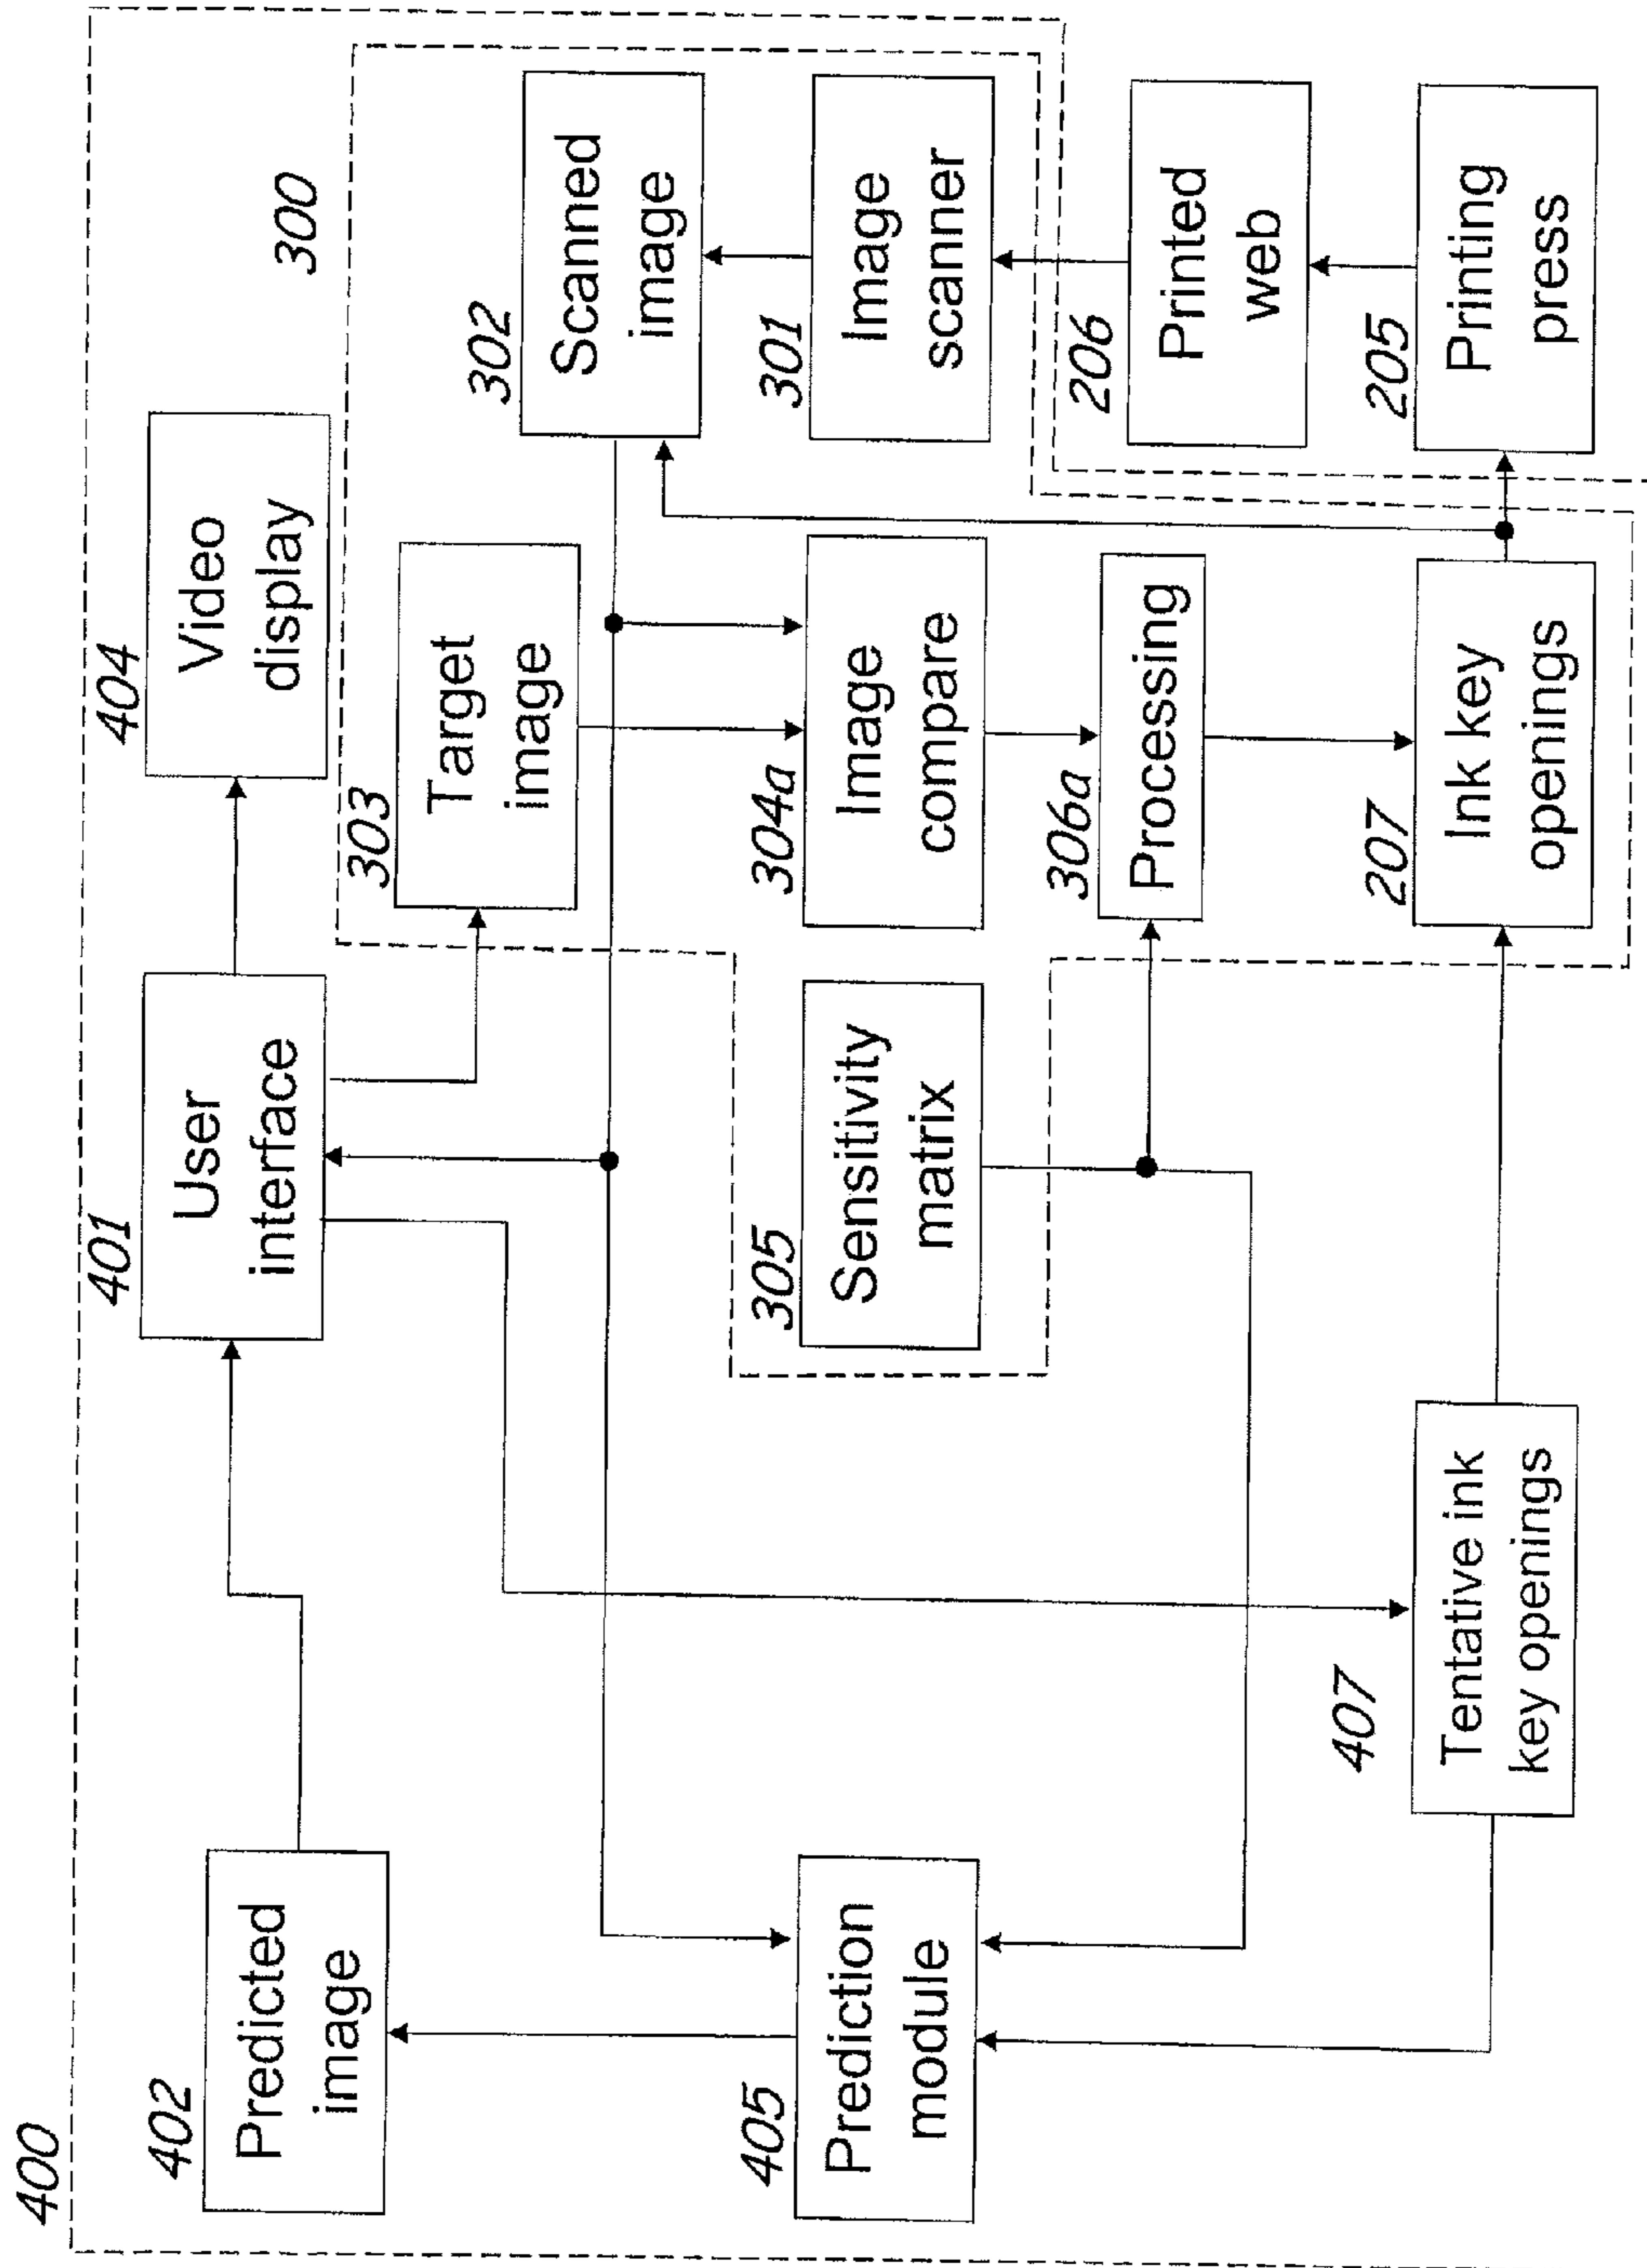 400
402
Predicted
image
401
User
interface
404
Video
display
300
303
Target
image
302
Scanned
image
405
Prediction
module
305
Sensitivity
matrix
304a
Image
compare
301
Image
scanner
306a
Processing
206
Printed
web
407
Tentative ink
key openings
207
Ink key
openings
205
Printing
press